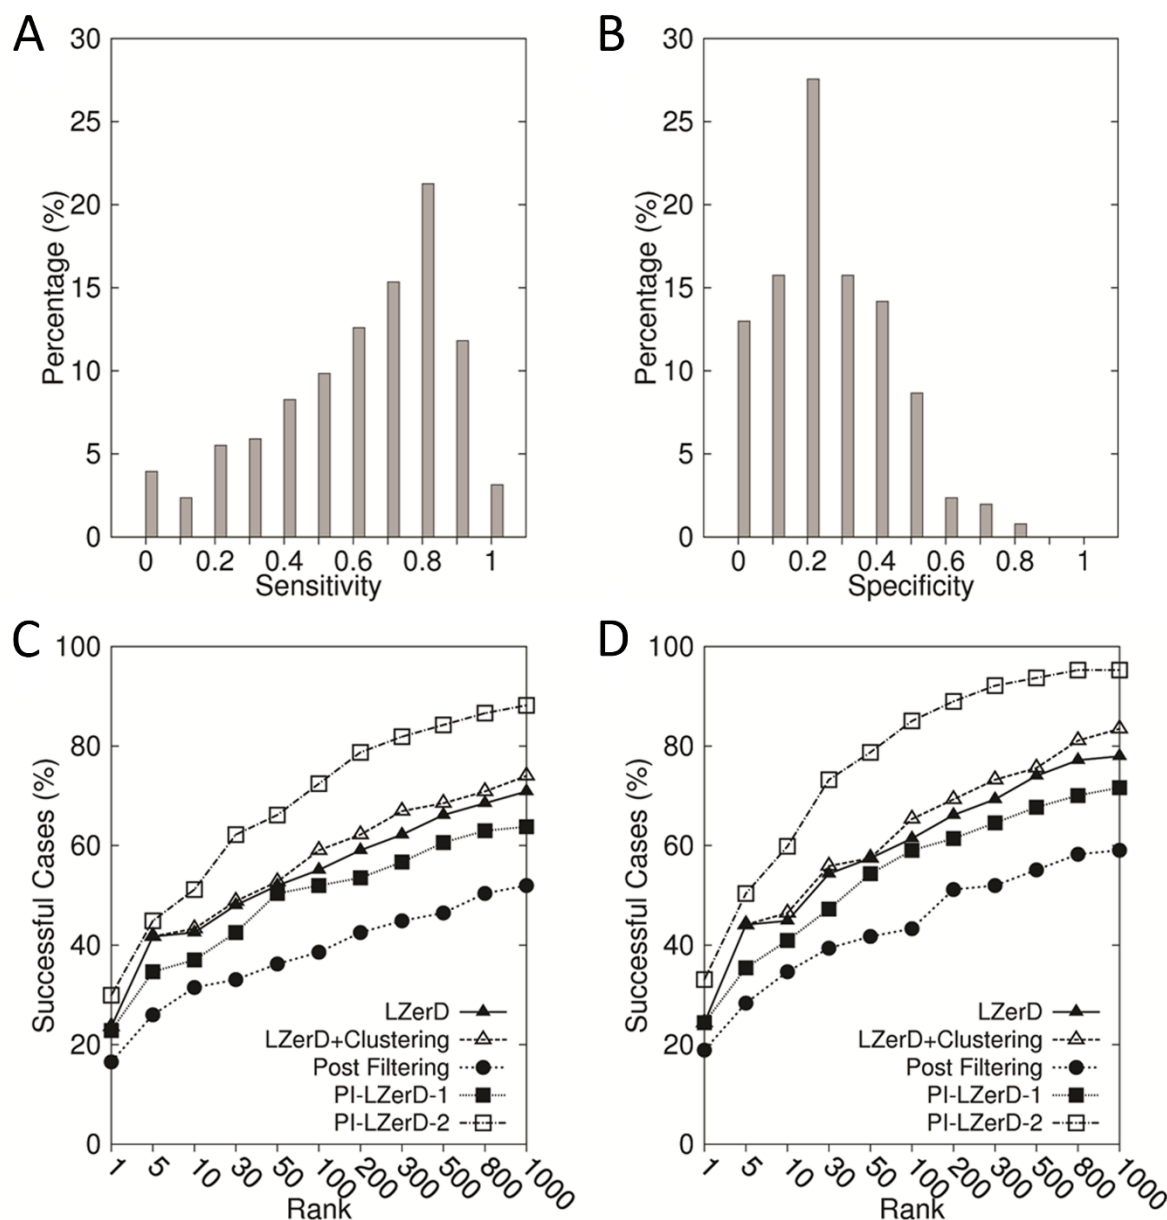 A
30
25
20
15
10
5
0
Percentage (%)
0 0.2 0.4 0.6 0.8 1
Sensitivity
B
30
25
20
15
10
5
0
Percentage (%)
0 0.2 0.4 0.6 0.8 1
Specificity
C
100
80
60
40
20
0
Successful Cases (%)
LZerD
LZerD+Clustering
Post Filtering
PI-LZerD-1
PI-LZerD-2
1 5 10 30 50 100 200 300 500 800 1000
Rank
D
100
80
60
40
20
0
Successful Cases (%)
LZerD
LZerD+Clustering
Post Filtering
PI-LZerD-1
PI-LZerD-2
1 5 10 30 50 100 200 300 500 800 1000
Rank